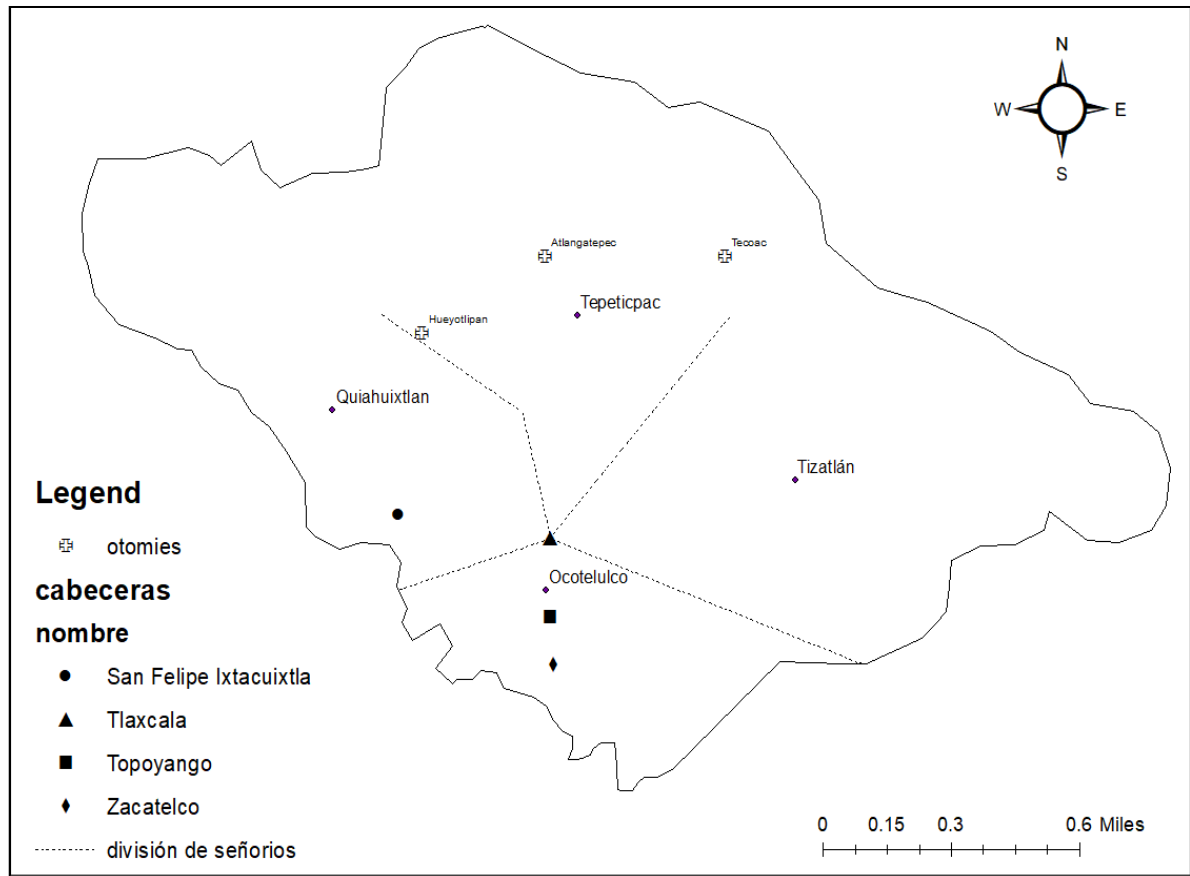 N
W E
S
Atlangatepec
Tecoac
Tepeticpac
Hueyotlipan
Quiahuixtlan
Tizatlán
Ocotelulco
Legend
otomies
cabeceras
nombre
San Felipe Ixtacuixtla
Tlaxcala
Topoyango
Zacatelco
división de señorios
0 0.15 0.3 0.6 Miles